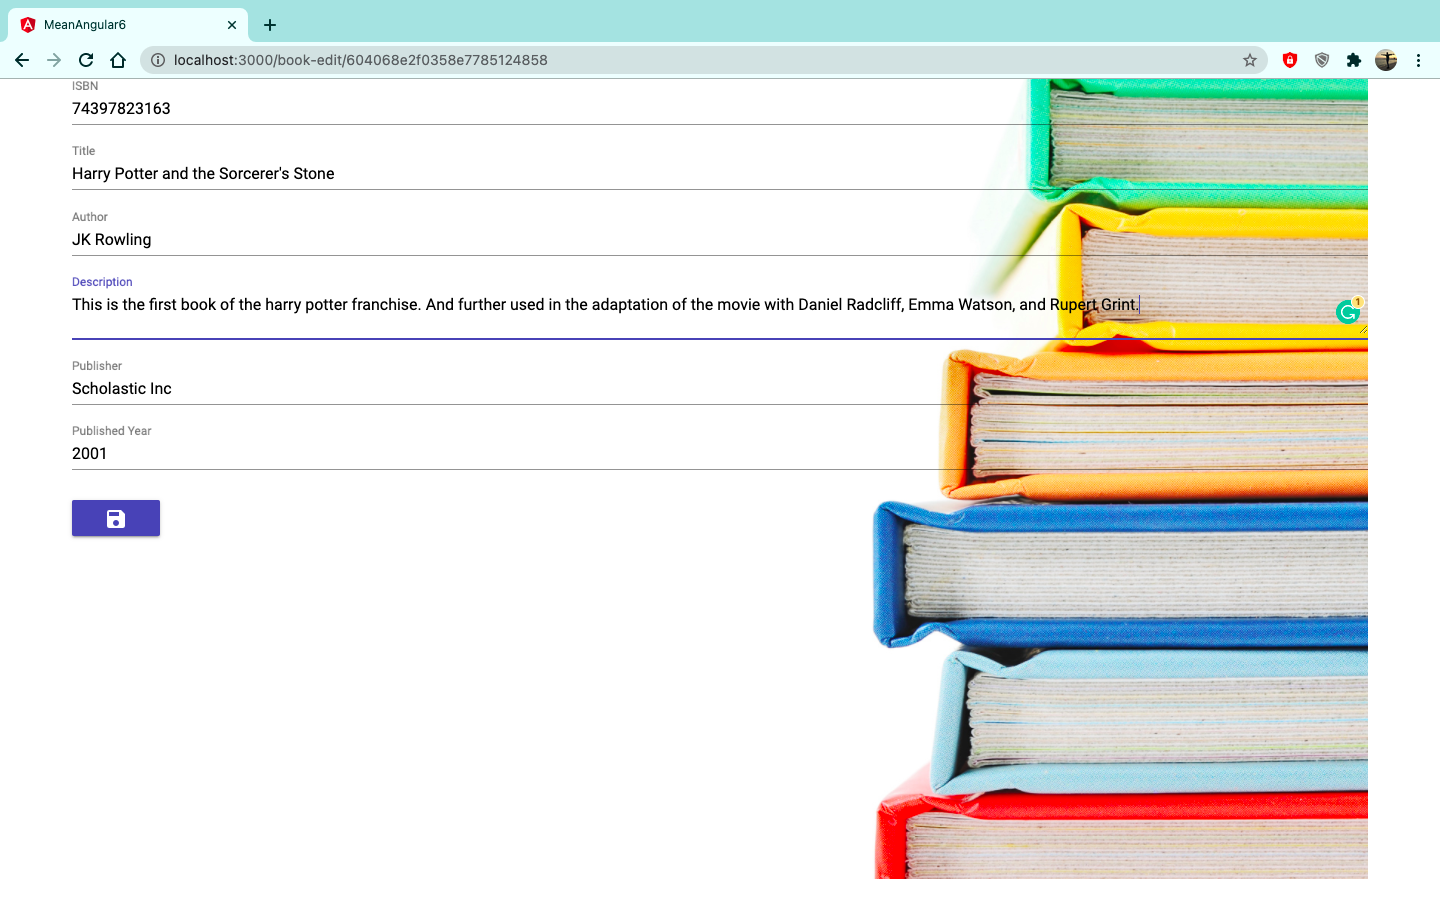 MeanAngular6
localhost:3000/book-edit/604068e2f0358e7785124858
ISBN
74397823163
Title
Harry Potter and the Sorcerer's Stone
Author
JK Rowling
Description
This is the first book of the harry potter franchise. And further used in the adaptation of the movie with Daniel Radcliff, Emma Watson, and Rupert Grint.
1
Publisher
Scholastic Inc
Published Year
2001